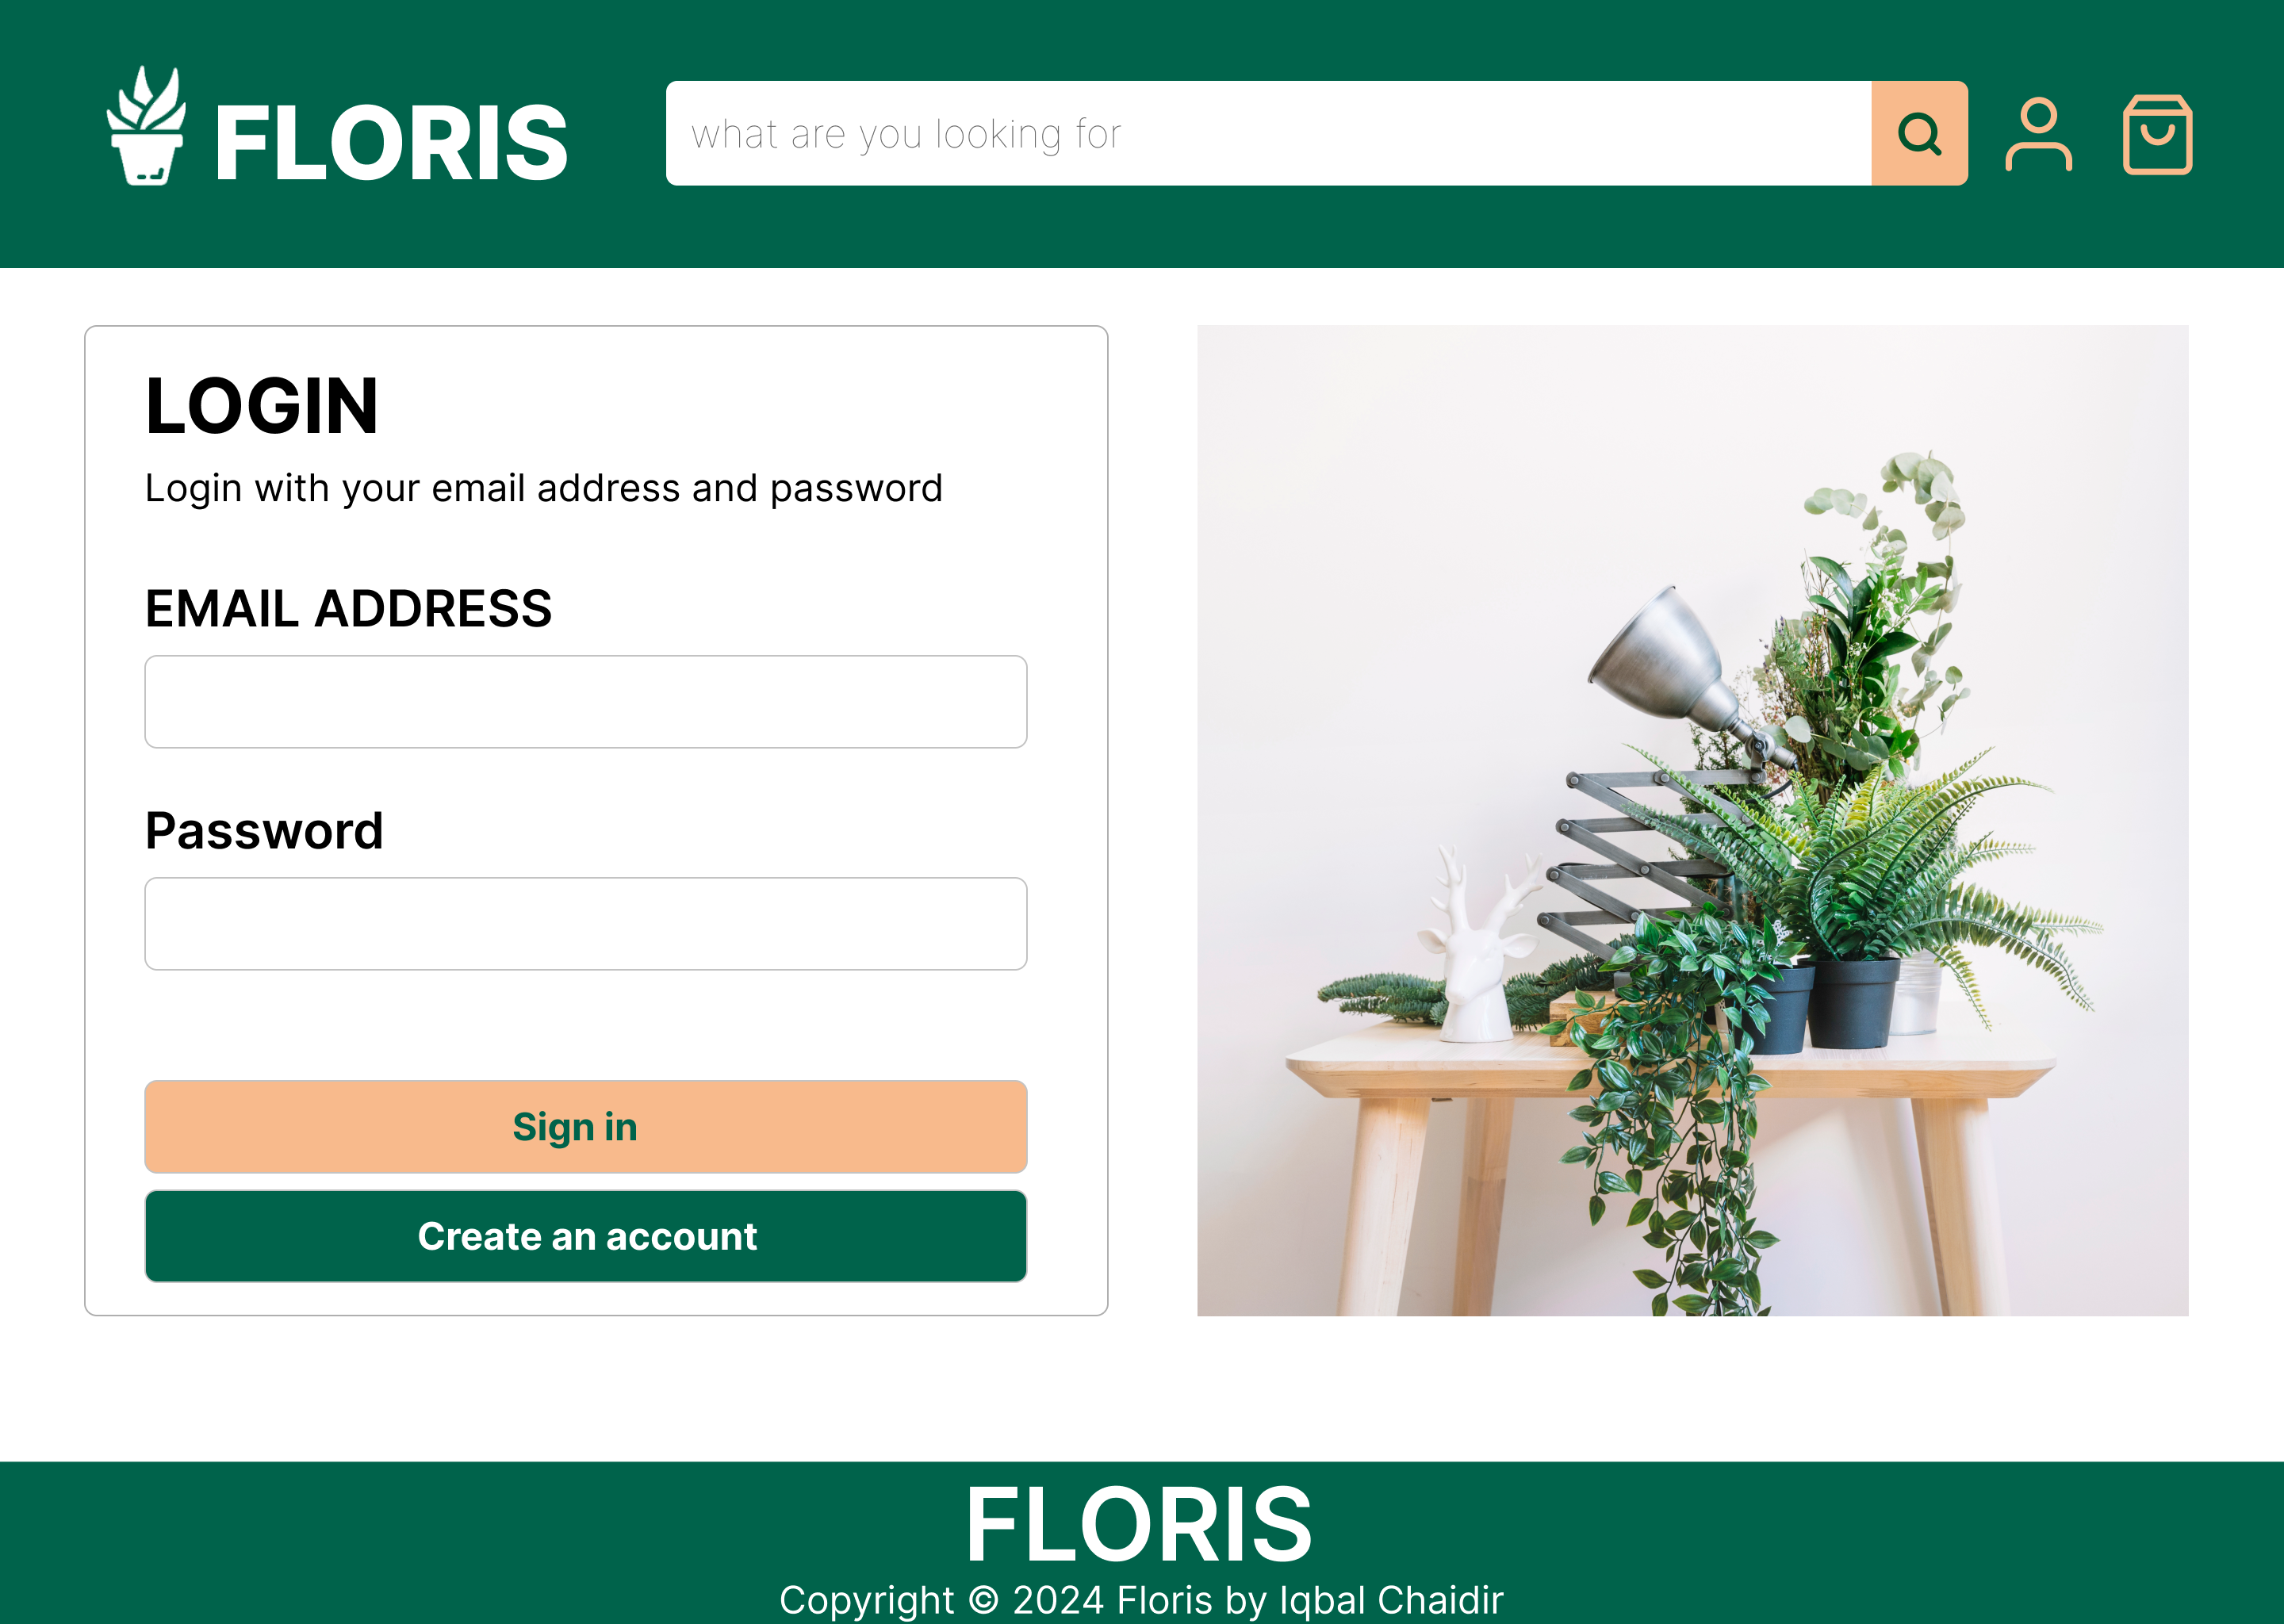 FLORIS
what are you looking for
LOGIN
Login with your email address and password
EMAIL ADDRESS
Password
Sign in
Create an account
FLORIS
Copyright © 2024 Floris by Iqbal Chaidir